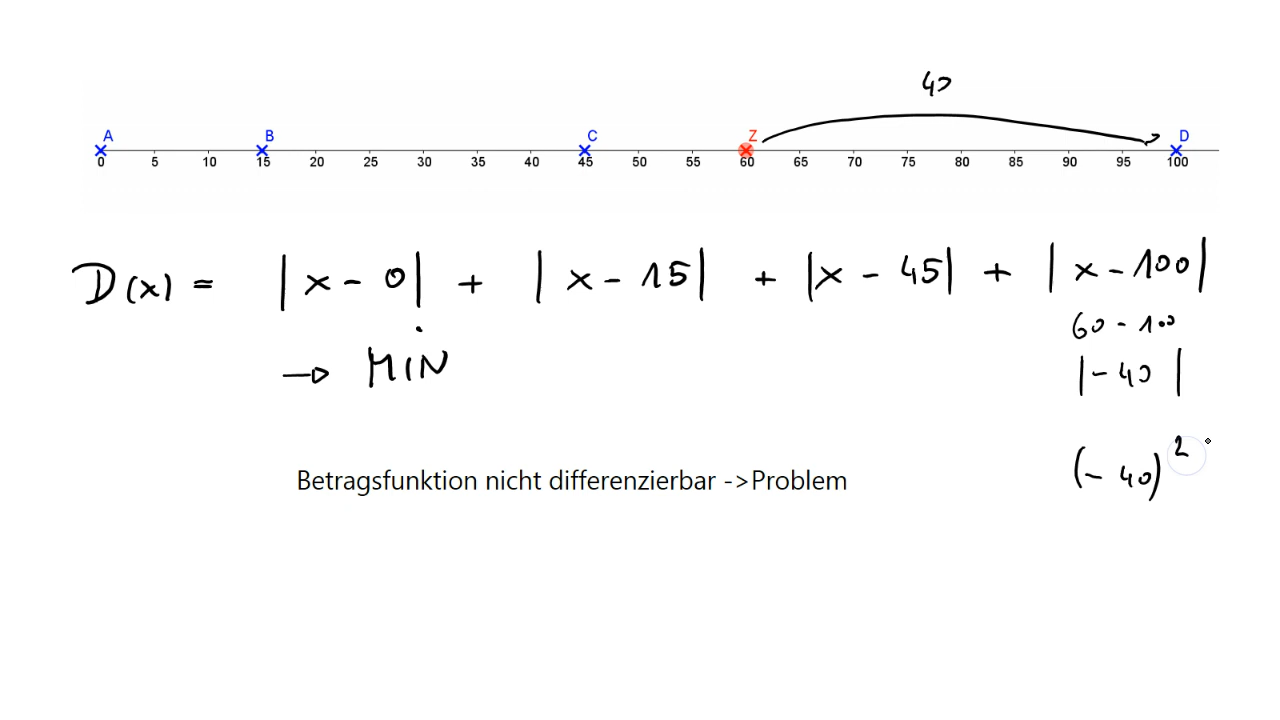 40
A B C Z D
0 5 10 15 20 25 30 35 40 45 50 55 60 65 70 75 80 85 90 95 100
D(x) = |x - 0| + |x - 15| + |x - 45| + |x - 100|
60 - 100
→ MIN
|- 40|
(- 40)²
Betragsfunktion nicht differenzierbar ->Problem